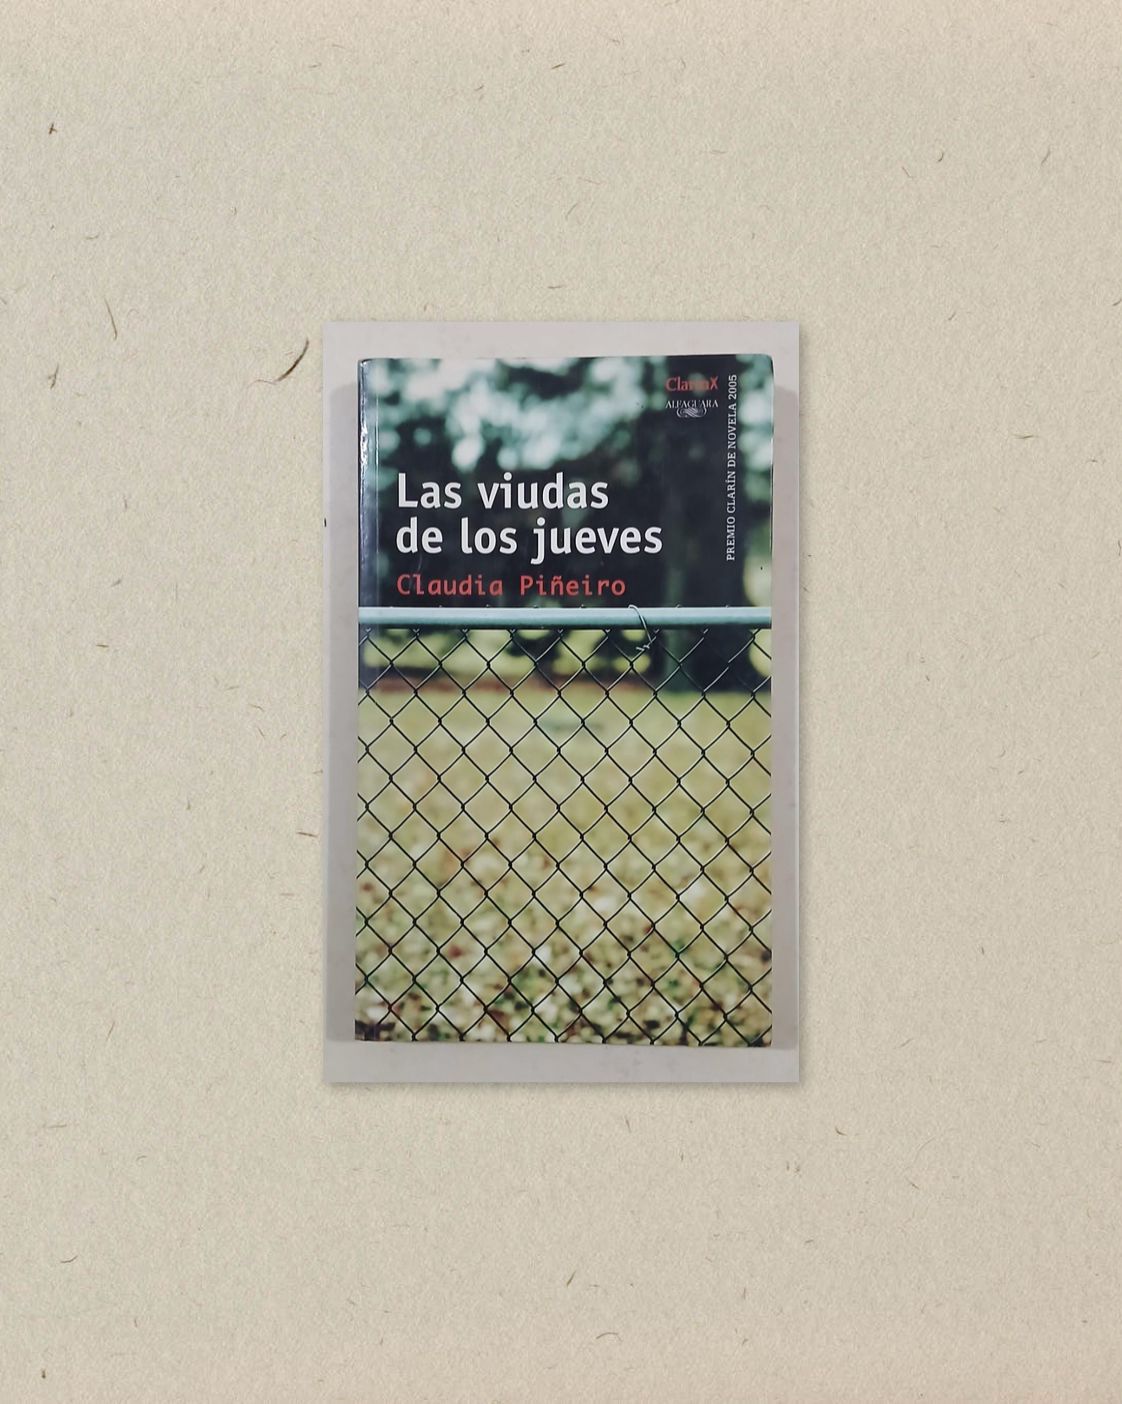 Clarín X
ALFAGUARA
PREMIO CLARÍN DE NOVELA 2005
Las viudas
de los jueves
Claudia Piñeiro